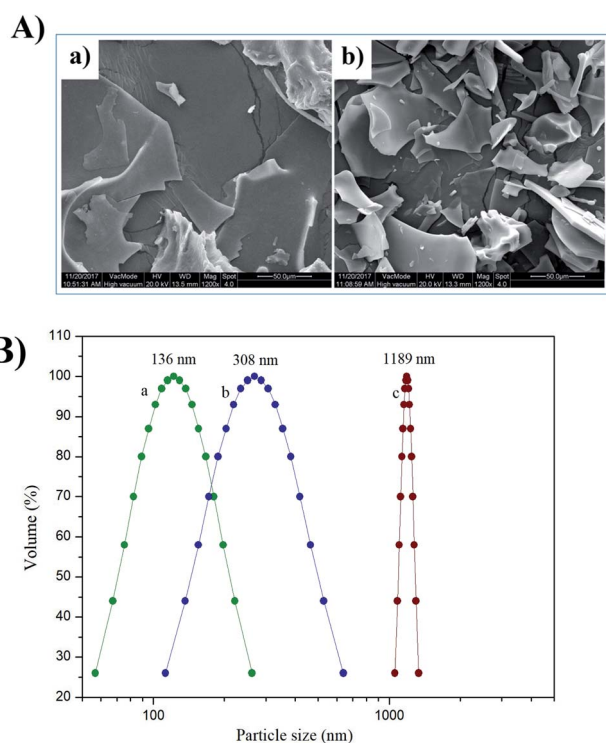 A)
a)
b)
11/20/2017 VacMode HV WD Mag Spot 50.0μm
10:51:31 AM High vacuum 20.0 kV 13.5 mm 1200x 4.0
11/20/2017 VacMode HV WD Mag Spot 50.0μm
11:08:59 AM High vacuum 20.0 kV 13.3 mm 1200x 4.0
B)
136 nm 308 nm 1189 nm
a b c
110
100
90
80
70
60
50
40
30
20
Volume (%)
100 1000
Particle size (nm)